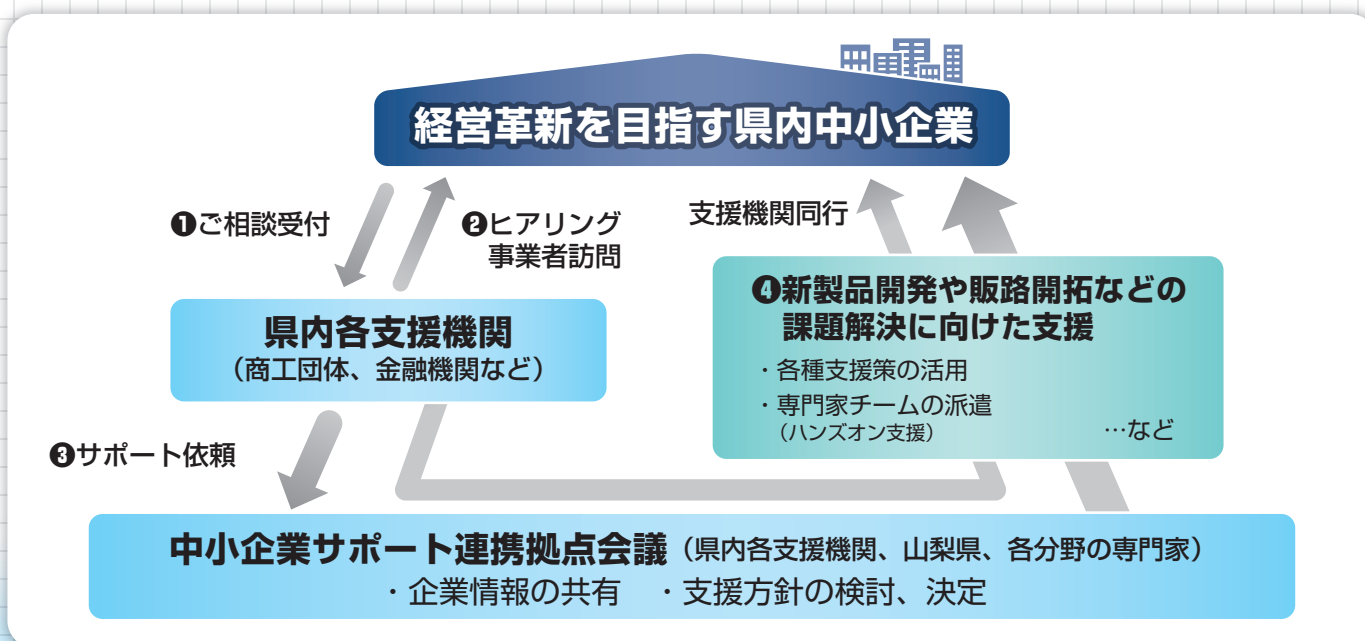 経営革新を目指す県内中小企業
❶ご相談受付
❷ヒアリング
事業者訪問
支援機関同行
県内各支援機関
（商工団体、金融機関など）
❹新製品開発や販路開拓などの
課題解決に向けた支援
・各種支援策の活用
・専門家チームの派遣
（ハンズオン支援）
…など
❸サポート依頼
中小企業サポート連携拠点会議（県内各支援機関、山梨県、各分野の専門家）
・企業情報の共有　・支援方針の検討、決定